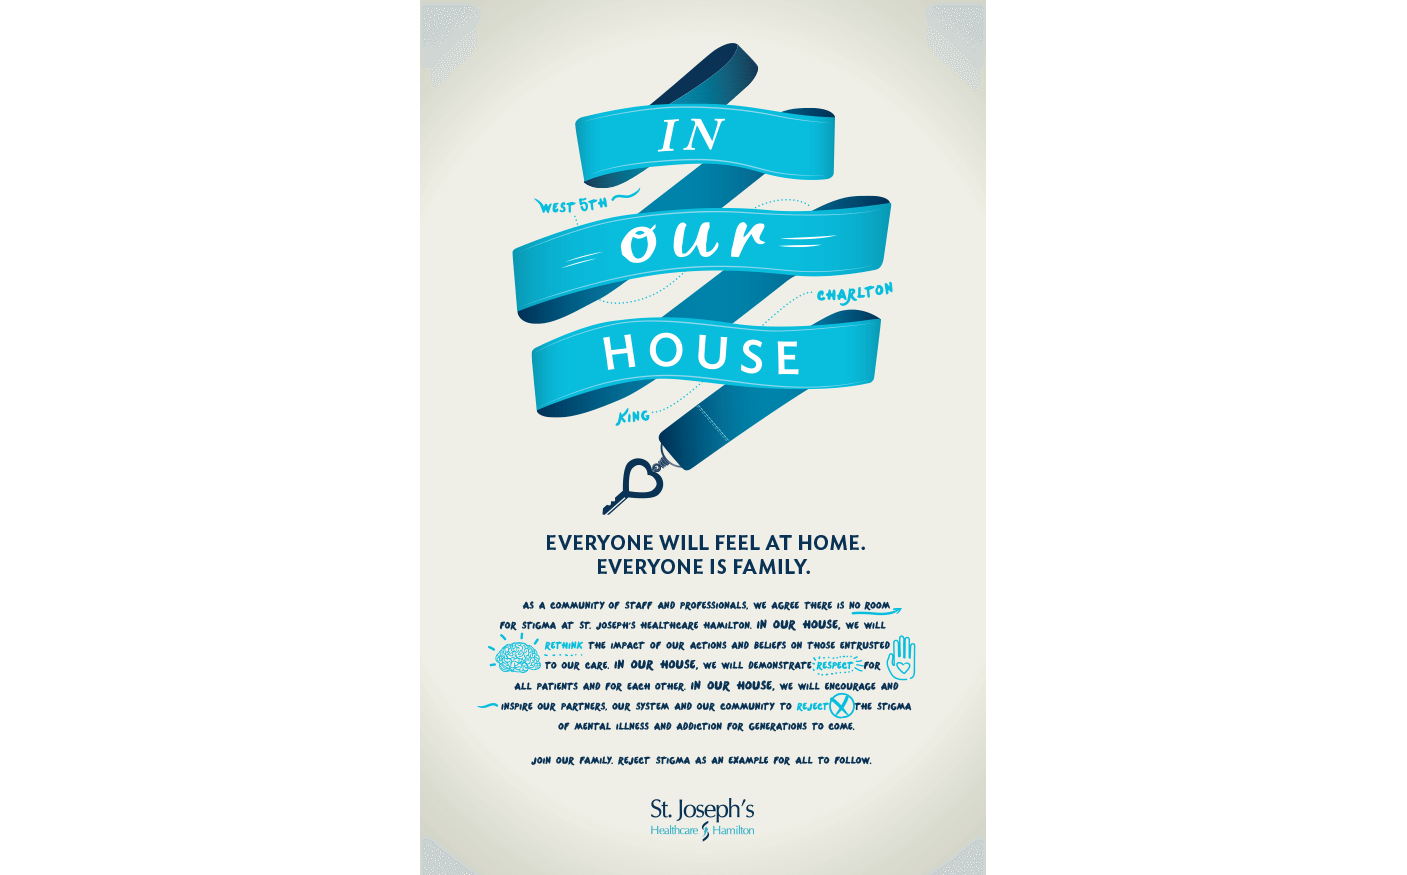 IN
WEST 5TH
our
CHARLTON
HOUSE
KING
EVERYONE WILL FEEL AT HOME.
EVERYONE IS FAMILY.
AS A COMMUNITY OF STAFF AND PROFESSIONALS, WE AGREE THERE IS NO ROOM
FOR STIGMA AT ST. JOSEPH'S HEALTHCARE HAMILTON. IN OUR HOUSE, WE WILL
RETHINK THE IMPACT OF OUR ACTIONS AND BELIEFS ON THOSE ENTRUSTED
TO OUR CARE. IN OUR HOUSE, WE WILL DEMONSTRATE RESPECT FOR
ALL PATIENTS AND FOR EACH OTHER. IN OUR HOUSE, WE WILL ENCOURAGE AND
INSPIRE OUR PARTNERS, OUR SYSTEM AND OUR COMMUNITY TO REJECT THE STIGMA
OF MENTAL ILLNESS AND ADDICTION FOR GENERATIONS TO COME.
JOIN OUR FAMILY. REJECT STIGMA AS AN EXAMPLE FOR ALL TO FOLLOW.
St. Joseph's
Healthcare Hamilton